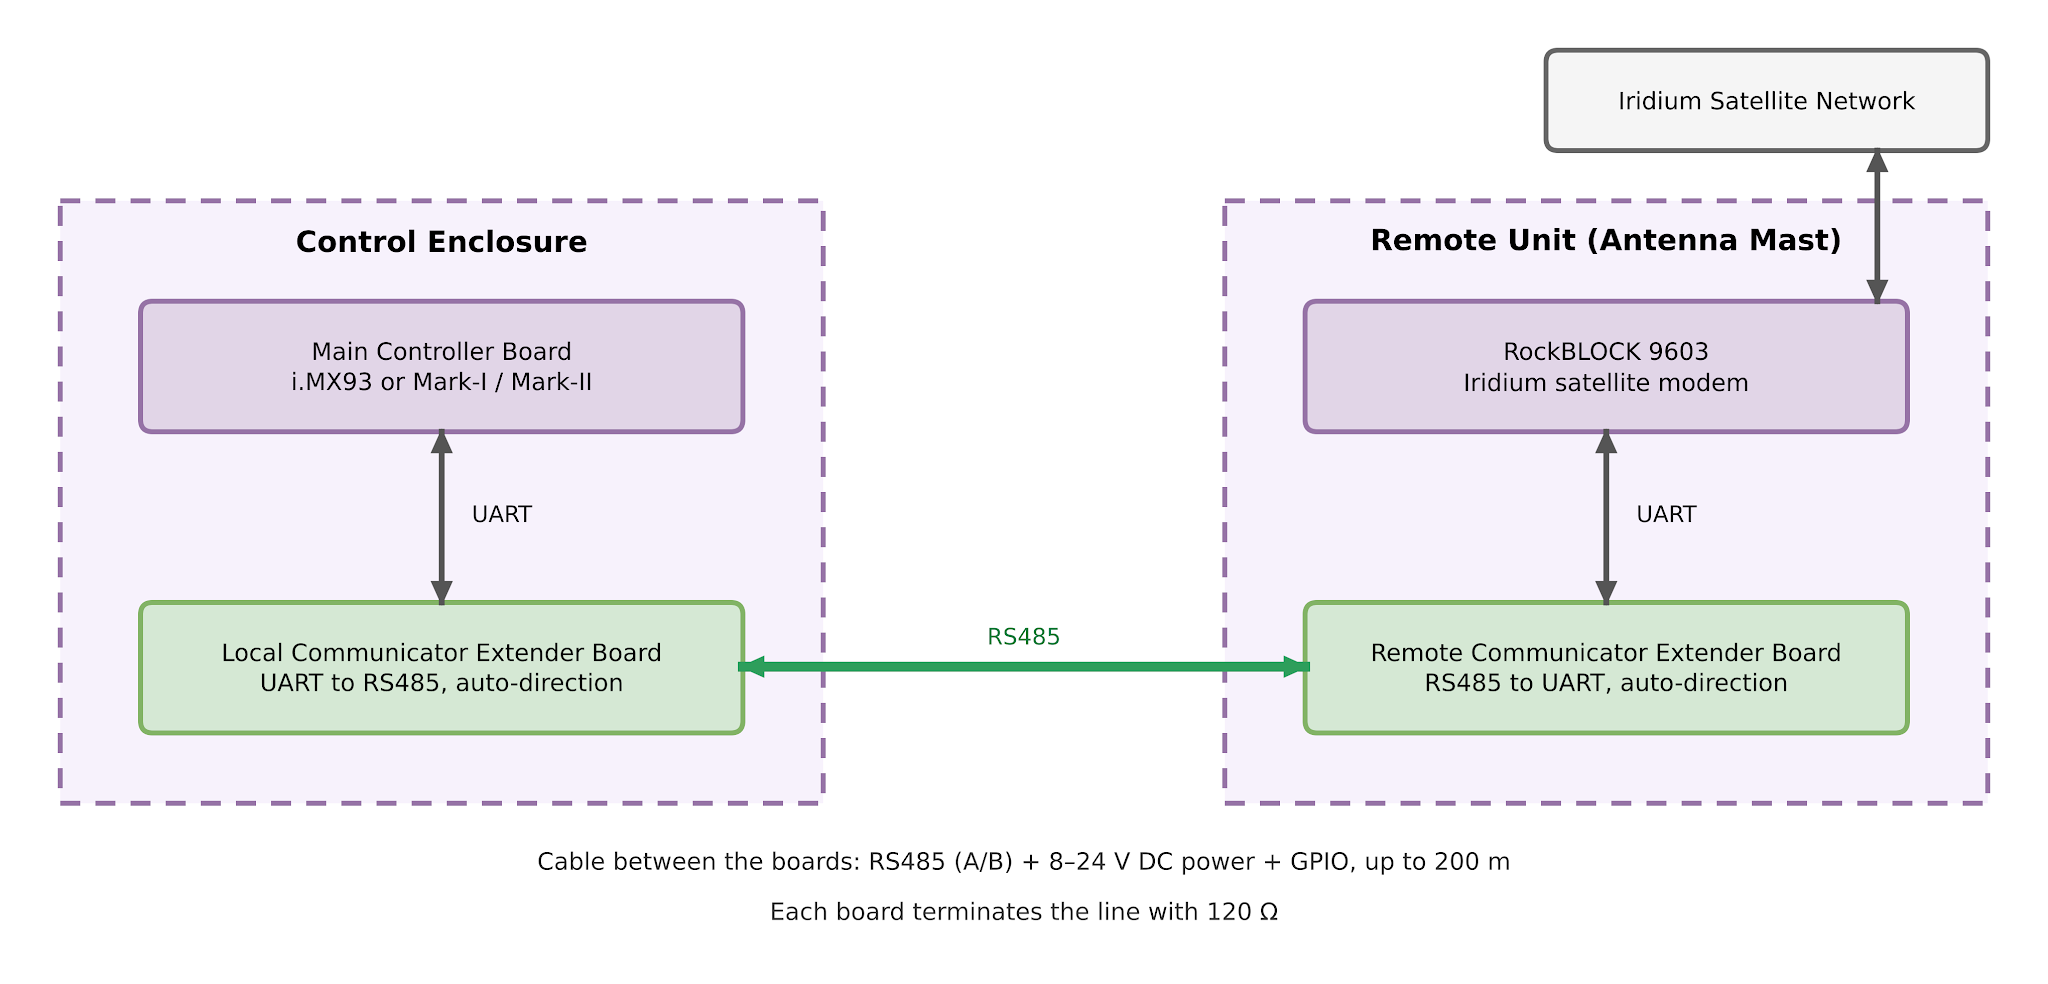 Iridium Satellite Network
Control Enclosure
Remote Unit (Antenna Mast)
Main Controller Board
i.MX93 or Mark-I / Mark-II
RockBLOCK 9603
Iridium satellite modem
UART
UART
Local Communicator Extender Board
UART to RS485, auto-direction
RS485
Remote Communicator Extender Board
RS485 to UART, auto-direction
Cable between the boards: RS485 (A/B) + 8–24 V DC power + GPIO, up to 200 m
Each board terminates the line with 120 Ω